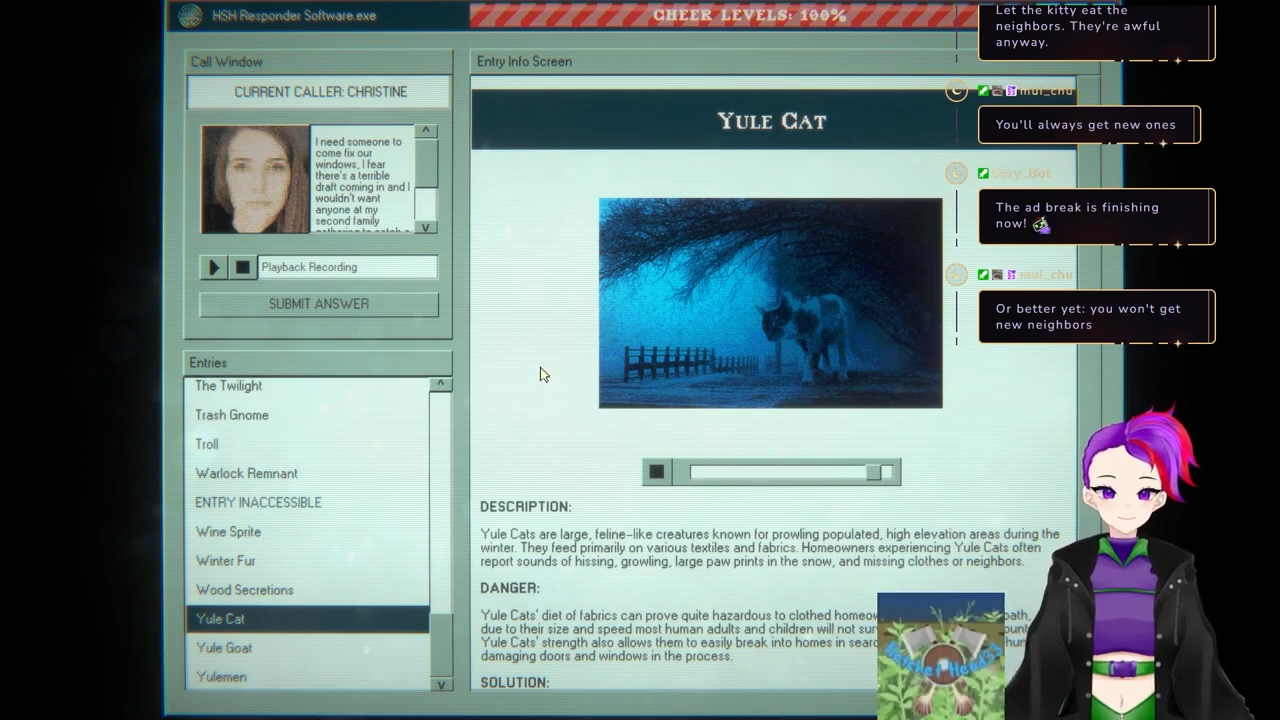 HSH Responder Software.exe
CHEER LEVELS: 100%
Call Window
CURRENT CALLER: CHRISTINE
I need someone to
come fix our
windows, I fear
there's a terrible
draft coming in and I
wouldn't want
anyone at my
second family
^
v
Playback Recording
SUBMIT ANSWER
Entries
The Twilight
Trash Gnome
Troll
Warlock Remnant
ENTRY INACCESSIBLE
Wine Sprite
Winter Fur
Wood Secretions
Yule Cat
Yule Goat
Yulemen
^
v
Entry Info Screen
Yule Cat
DESCRIPTION:
Yule Cats are large, feline-like creatures known for prowling populated, high elevation areas during the
winter. They feed primarily on various textiles and fabrics. Homeowners experiencing Yule Cats often
report sounds of hissing, growling, large paw prints in the snow, and missing clothes or neighbors.
DANGER:
Yule Cats' diet of fabrics can prove quite hazardous to clothed
due to their size and speed most human adults and children will not
Yule Cats' strength also allows them to easily break into homes in
damaging doors and windows in the process.
SOLUTION:
Let the kitty eat the
neighbors. They're awful
anyway.
mui_chu
You'll always get new ones
The ad break is finishing
now!
mui_chu
Or better yet: you won't get
new neighbors